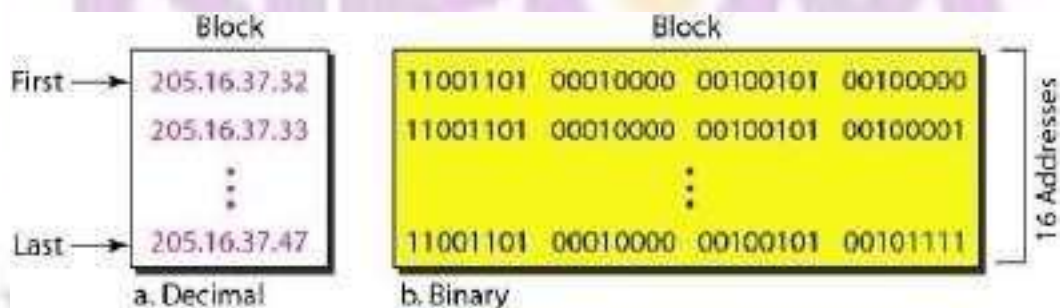 Block Block
First 205.16.37.32 11001101 00010000 00100101 00100000
205.16.37.33 11001101 00010000 00100101 00100001
Last 205.16.37.47 11001101 00010000 00100101 00101111
16 Addresses
a. Decimal b. Binary